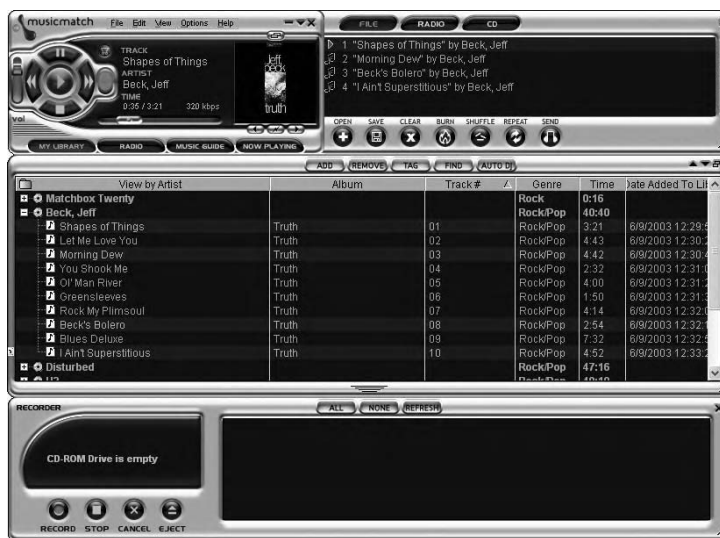 musicmatch File Edit View Options Help
TRACK
Shapes of Things
ARTIST
Beck, Jeff
TIME
0:35 / 3:21 320 kbps
Jeff
beck
truth
vol
MY LIBRARY RADIO MUSIC GUIDE NOW PLAYING
FILE RADIO CD
1 "Shapes of Things" by Beck, Jeff
2 "Morning Dew" by Beck, Jeff
3 "Beck's Bolero" by Beck, Jeff
4 "I Ain't Superstitious" by Beck, Jeff
OPEN SAVE CLEAR BURN SHUFFLE REPEAT SEND
ADD REMOVE TAG FIND AUTO DJ
View by Artist Album Track# Genre Time Date Added To Lib
Matchbox Twenty Rock 0:16
Beck, Jeff Rock/Pop 40:40
Shapes of Things Truth 01 Rock/Pop 3:21 6/9/2003 12:29:5
Let Me Love You Truth 02 Rock/Pop 4:43 6/9/2003 12:30:2
Morning Dew Truth 03 Rock/Pop 4:42 6/9/2003 12:30:4
You Shook Me Truth 04 Rock/Pop 2:32 6/9/2003 12:31:0
Ol' Man River Truth 05 Rock/Pop 4:00 6/9/2003 12:31:2
Greensleeves Truth 06 Rock/Pop 1:50 6/9/2003 12:31:3
Rock My Plimsoul Truth 07 Rock/Pop 4:14 6/9/2003 12:32:0
Beck's Bolero Truth 08 Rock/Pop 2:54 6/9/2003 12:32:1
Blues Deluxe Truth 09 Rock/Pop 7:32 6/9/2003 12:32:5
I Ain't Superstitious Truth 10 Rock/Pop 4:52 6/9/2003 12:33:2
Disturbed Rock/Pop 47:16
U2 Rock/Pop
RECORDER ALL NONE REFRESH
CD-ROM Drive is empty
RECORD STOP CANCEL EJECT